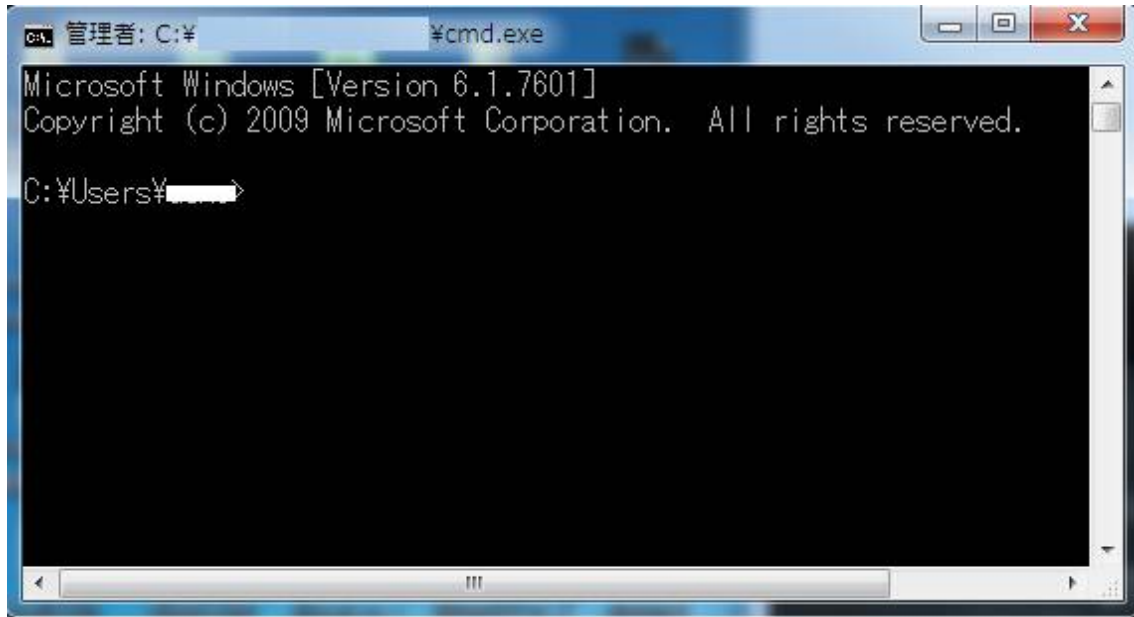 管理者: C:¥ ¥cmd.exe
Microsoft Windows [Version 6.1.7601]
Copyright (c) 2009 Microsoft Corporation.  All rights reserved.
C:¥Users¥ >